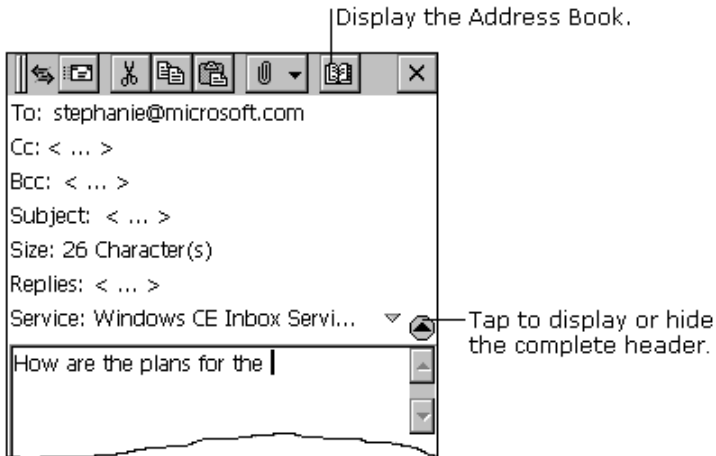 Display the Address Book.
To: stephanie@microsoft.com
Cc: < ... >
Bcc: < ... >
Subject: < ... >
Size: 26 Character(s)
Replies: < ... >
Service: Windows CE Inbox Servi...
Tap to display or hide
the complete header.
How are the plans for the